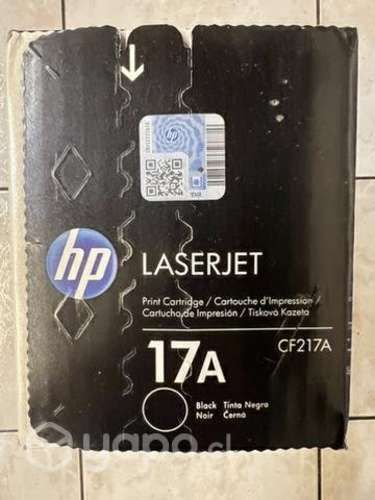 hp
hp
LASERJET
Print Cartridge / Cartouche d'Impression /
Cartucho de Impresión / Tisková Kazeta
17A
CF217A
Black Tinta Negra
Noir Černá
yapo.cl